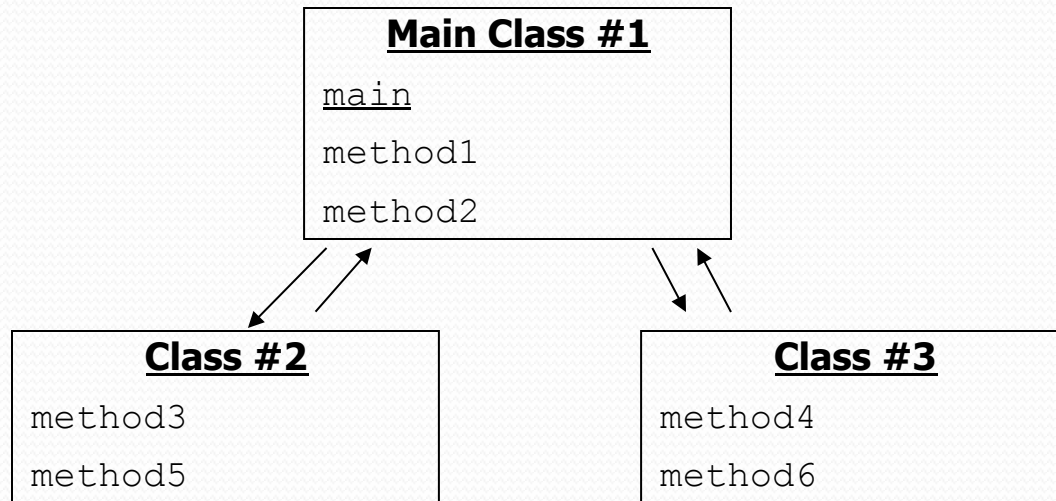 Main Class #1
main
method1
method2
Class #2
method3
method5
Class #3
method4
method6